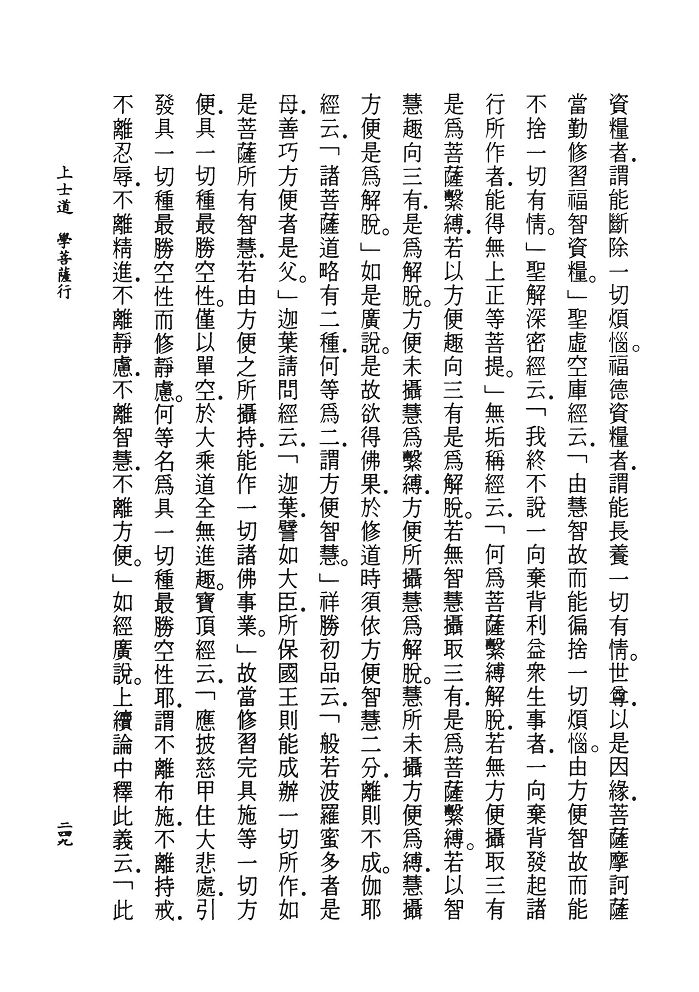 資糧者．謂能斷除一切煩惱。福德資糧者．謂能長養一切有情。世尊．以是因緣．菩薩摩訶薩
當勤修習福智資糧。」聖虛空庫經云．「由慧智故而能徧捨一切煩惱。由方便智故而能
不捨一切有情。」聖解深密經云．「我終不說一向棄背利益衆生事者．一向棄背發起諸
行所作者．能得無上正等菩提。」無垢稱經云．「何爲菩薩繫縛解脫．若無方便攝取三有
是爲菩薩繫縛．若以方便趣向三有是爲解脫。若無智慧攝取三有．是爲菩薩繫縛。若以智
慧趣向三有．是爲解脫。方便未攝慧爲繫縛．方便所攝慧爲解脫。慧所未攝方便爲縛．慧攝
方便是爲解脫。」如是廣說。是故欲得佛果．於修道時須依方便智慧二分．離則不成。伽耶
經云．「諸菩薩道略有二種．何等爲二．謂方便智慧。」祥勝初品云．「般若波羅蜜多者是
母．善巧方便者是父。」迦葉請問經云．「迦葉．譬如大臣．所保國王則能成辦一切所作．如
是菩薩所有智慧．若由方便之所攝持．能作一切諸佛事業。」故當修習完具施等一切方
便．具一切種最勝空性。僅以單空．於大乘道全無進趣。寶頂經云．「應披慈甲住大悲處．引
發具一切種最勝空性而修靜慮。何等名爲具一切種最勝空性耶．謂不離布施．不離持戒．
不離忍辱．不離精進．不離靜慮．不離智慧．不離方便。」如經廣說。上續論中釋此義云．「此
上士道　學菩薩行
二四九